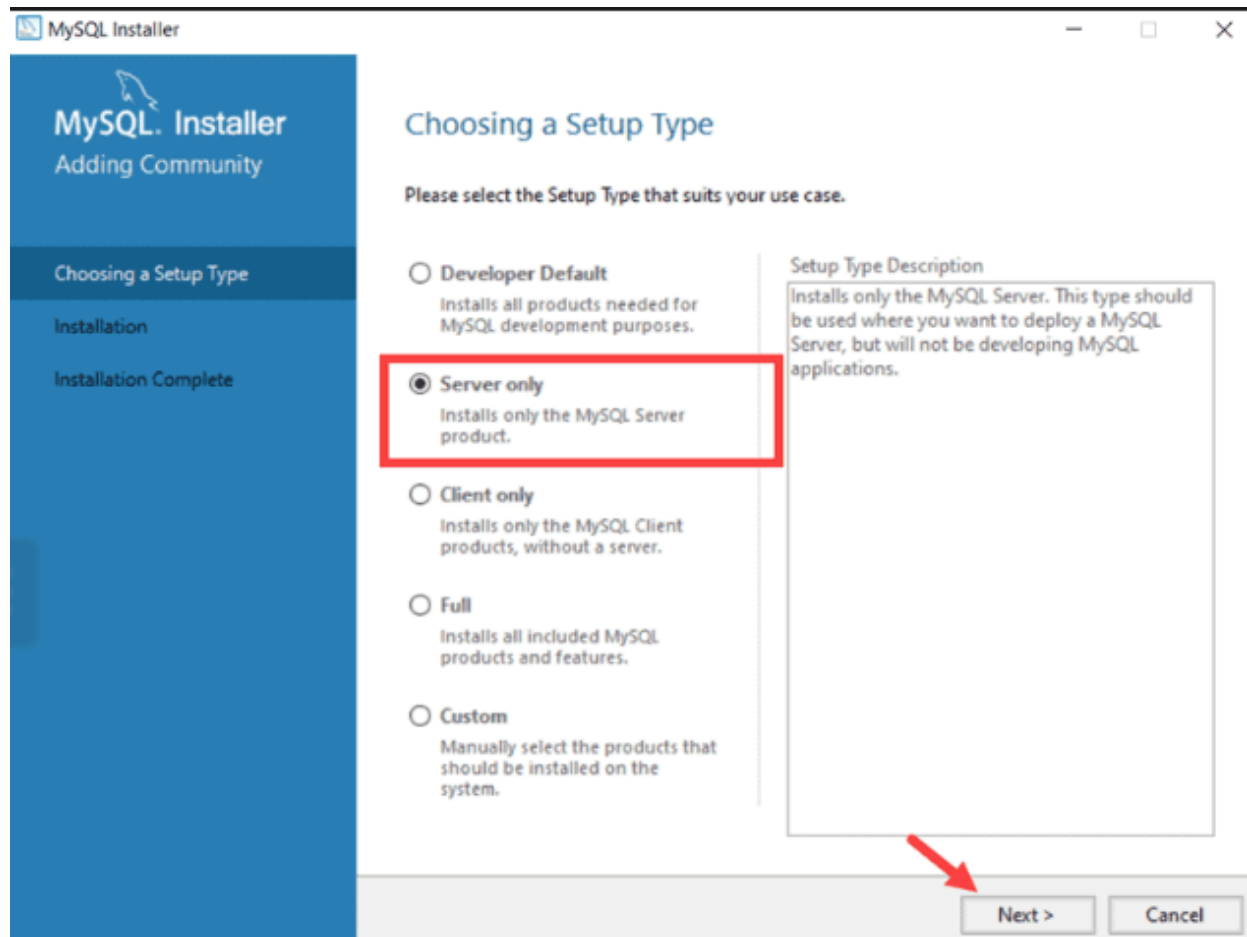 MySQL Installer
MySQL. Installer
Adding Community
Choosing a Setup Type
Installation
Installation Complete
Choosing a Setup Type
Please select the Setup Type that suits your use case.
Developer Default
Installs all products needed for
MySQL development purposes.
Server only
Installs only the MySQL Server
product.
Client only
Installs only the MySQL Client
products, without a server.
Full
Installs all included MySQL
products and features.
Custom
Manually select the products that
should be installed on the
system.
Setup Type Description
Installs only the MySQL Server. This type should
be used where you want to deploy a MySQL
Server, but will not be developing MySQL
applications.
Next >
Cancel